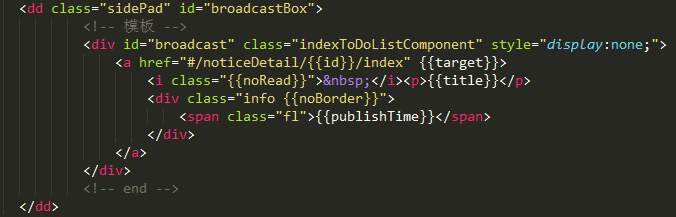 <dd class="sidePad" id="broadcastBox">
<!-- 模板 -->
<div id="broadcast" class="indexToDoListComponent" style="display:none;">
<a href="#/noticeDetail/{{id}}/index" {{target}}>
<i class="{{noRead}}">&nbsp;</i><p>{{title}}</p>
<div class="info {{noBorder}}">
<span class="fl">{{publishTime}}</span>
</div>
</a>
</div>
<!-- end -->
</dd>